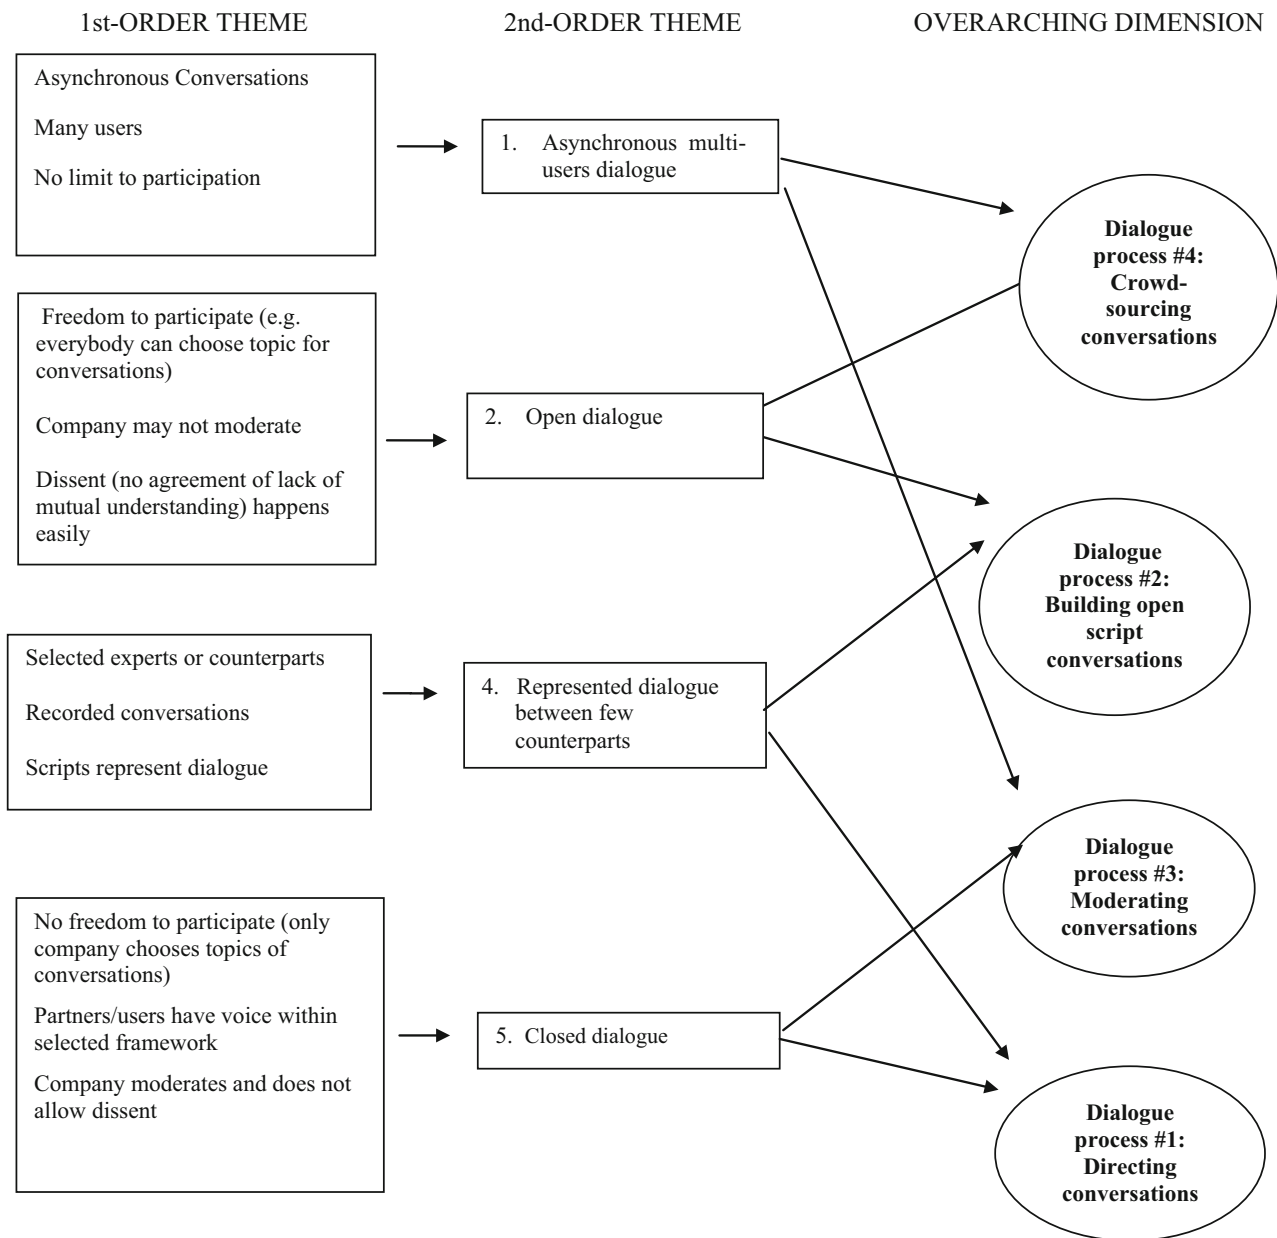 1st-ORDER THEME
2nd-ORDER THEME
OVERARCHING DIMENSION
Asynchronous Conversations
Many users
No limit to participation
1. Asynchronous multi-
users dialogue
Dialogue
process #4:
Crowd-
sourcing
conversations
Freedom to participate (e.g.
everybody can choose topic for
conversations)
Company may not moderate
Dissent (no agreement of lack of
mutual understanding) happens
easily
2. Open dialogue
Dialogue
process #2:
Building open
script
conversations
Selected experts or counterparts
Recorded conversations
Scripts represent dialogue
4. Represented dialogue
between few
counterparts
Dialogue
process #3:
Moderating
conversations
No freedom to participate (only
company chooses topics of
conversations)
Partners/users have voice within
selected framework
Company moderates and does not
allow dissent
5. Closed dialogue
Dialogue
process #1:
Directing
conversations